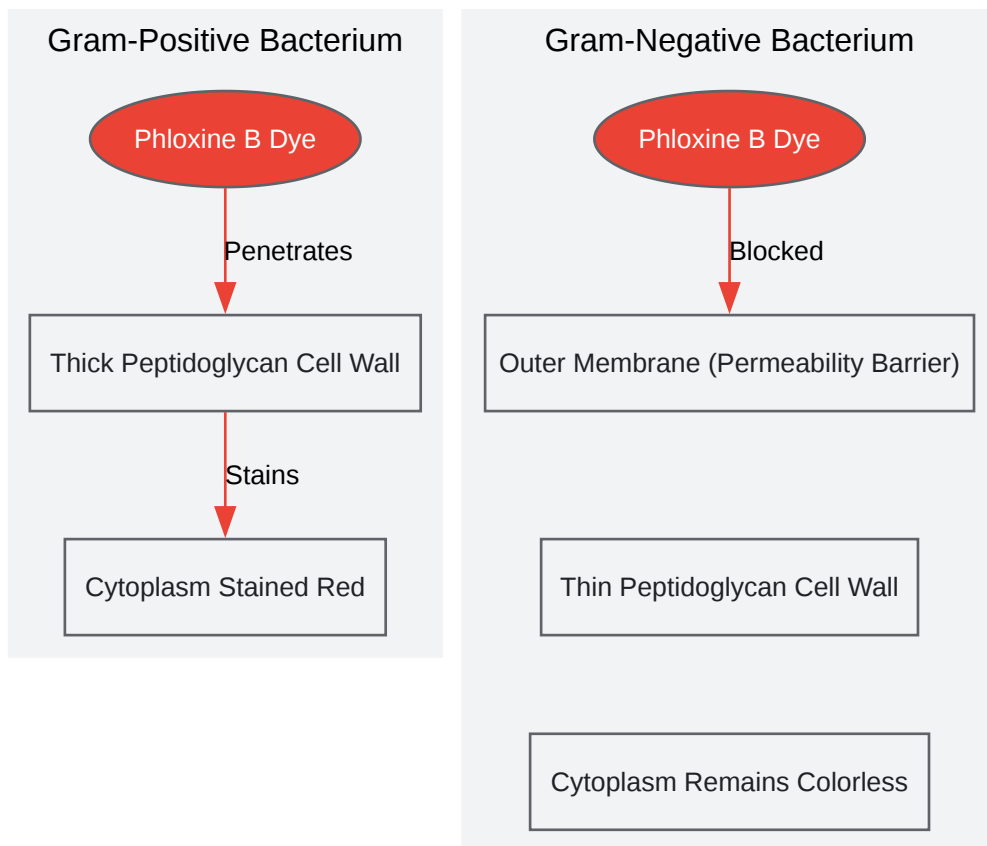 Gram-Positive Bacterium
Phloxine B Dye
Penetrates
Thick Peptidoglycan Cell Wall
Stains
Cytoplasm Stained Red
Gram-Negative Bacterium
Phloxine B Dye
Blocked
Outer Membrane (Permeability Barrier)
Thin Peptidoglycan Cell Wall
Cytoplasm Remains Colorless